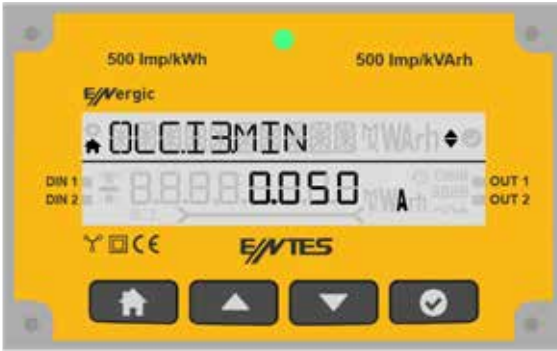 500 Imp/kWh 500 Imp/kVArh
ENergic
OLC.I3MIN
DIN 1 OUT 1
DIN 2 OUT 2
0.050 A
CE
ENTES